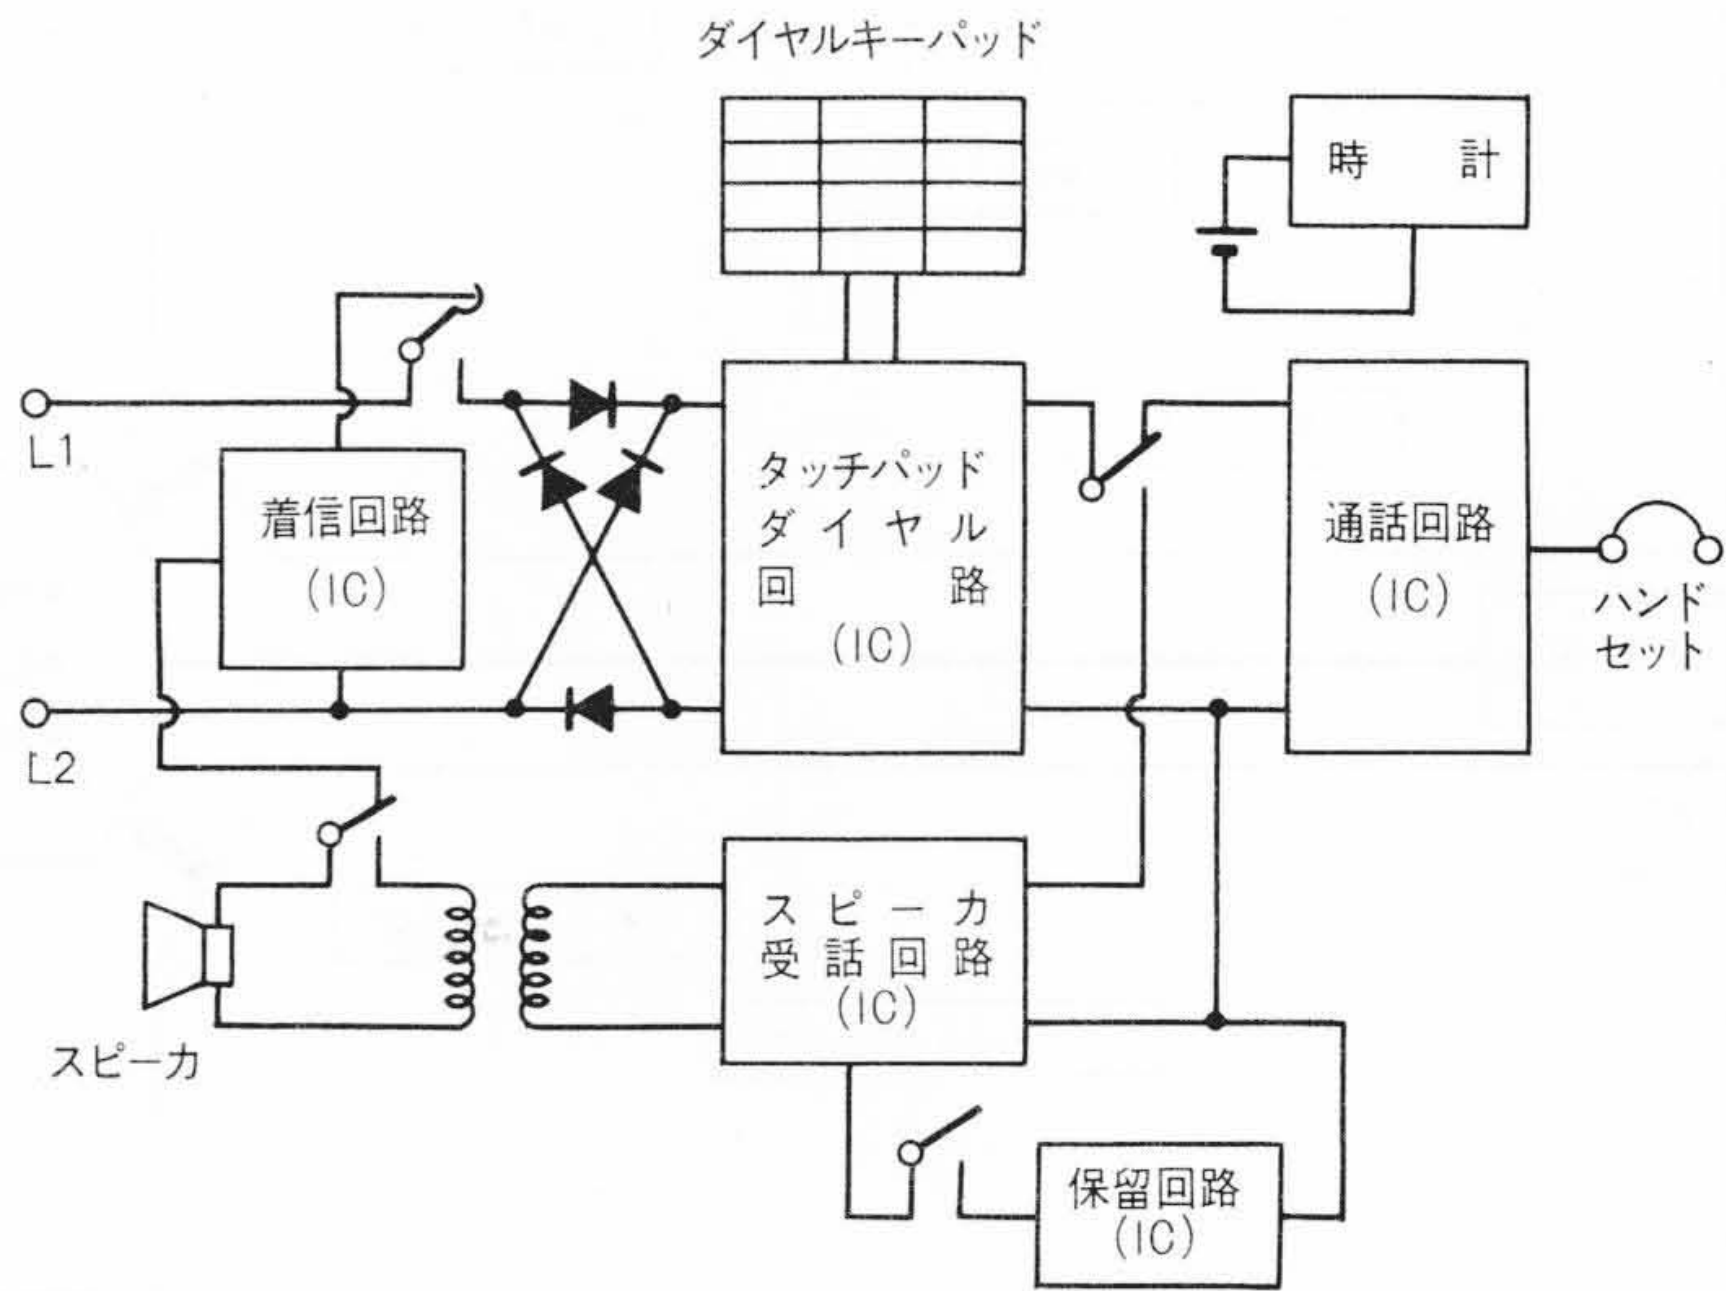 ダイヤルキーパッド
時 計
L1
着信回路
(IC)
タッチパッド
ダイヤル
回 路
(IC)
通話回路
(IC)
ハンド
セット
L2
スピーカ
受話回路
(IC)
スピーカ
保留回路
(IC)